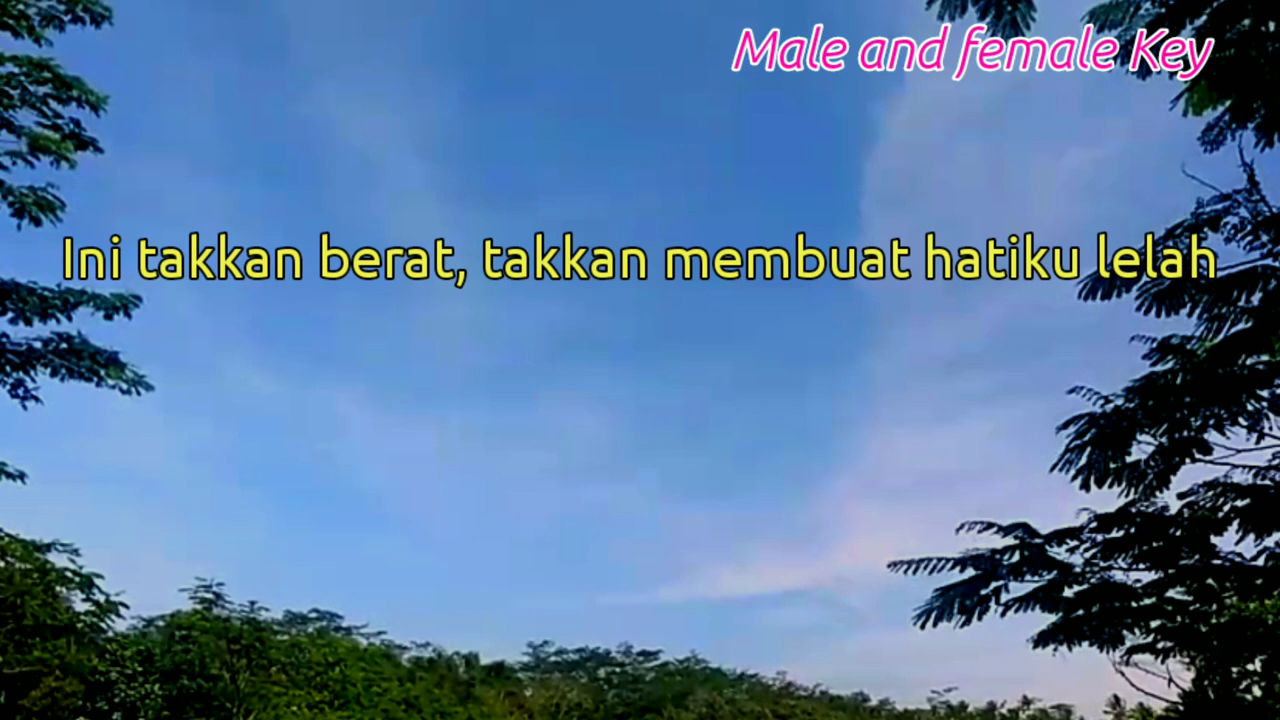 Male and female Key
Ini takkan berat, takkan membuat hatiku lelah